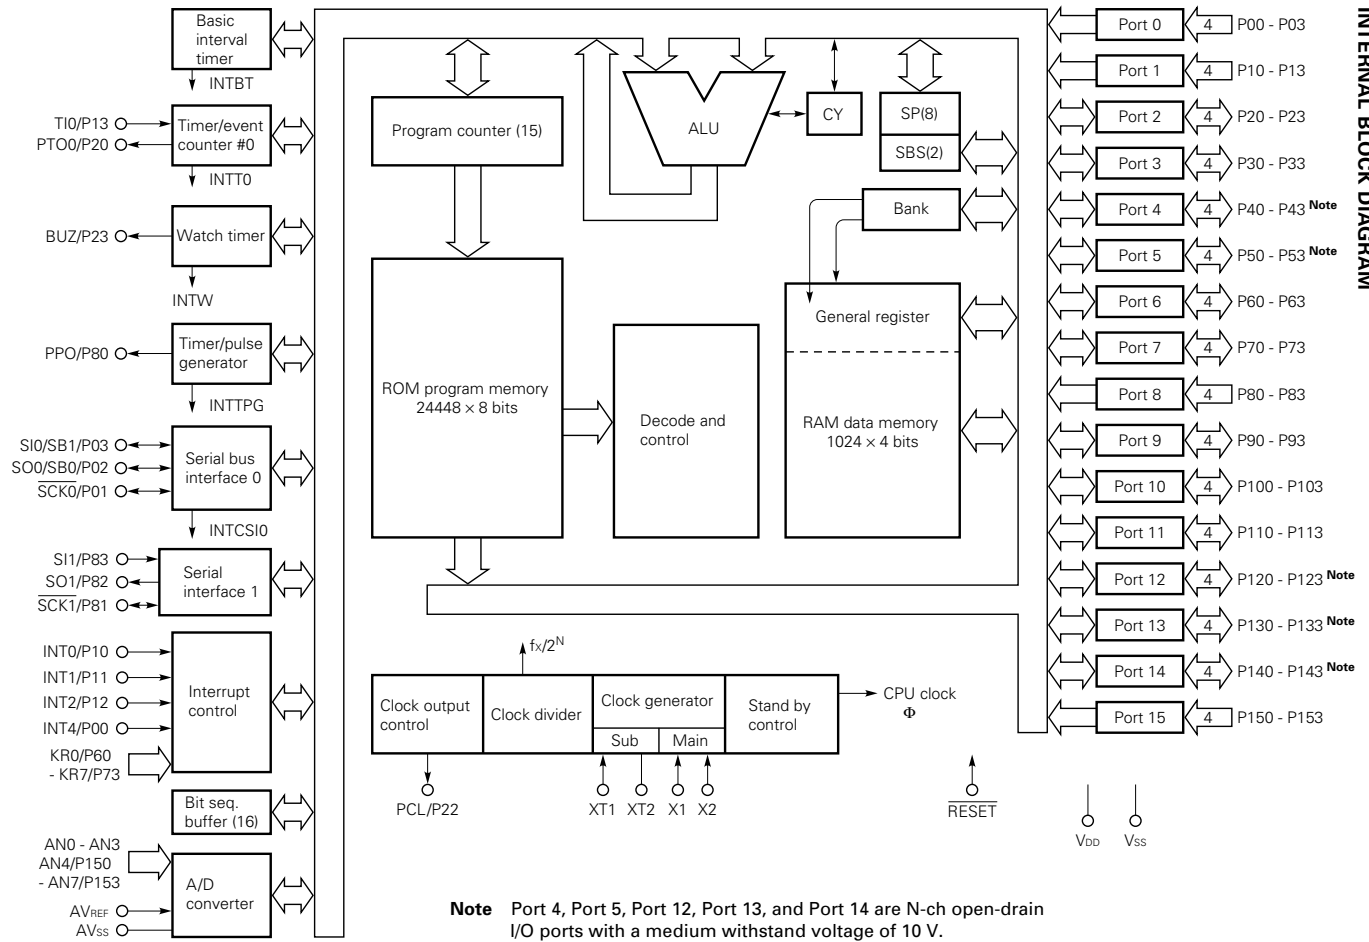 INTERNAL BLOCK DIAGRAM
Basic
interval
timer
INTBT
TI0/P13
PTO0/P20
Timer/event
counter #0
INTT0
BUZ/P23
Watch timer
INTW
PPO/P80
Timer/pulse
generator
INTTPG
SI0/SB1/P03
SO0/SB0/P02
SCK0/P01
Serial bus
interface 0
INTCSI0
SI1/P83
SO1/P82
SCK1/P81
Serial
interface 1
INT0/P10
INT1/P11
INT2/P12
INT4/P00
KR0/P60
- KR7/P73
Interrupt
control
Bit seq.
buffer (16)
AN0 - AN3
AN4/P150
- AN7/P153
AVREF
AVSS
A/D
converter
Program counter (15)
ALU
CY
SP(8)
SBS(2)
Bank
ROM program memory
24448 × 8 bits
Decode and
control
General register
RAM data memory
1024 × 4 bits
fX/2N
Clock output
control
Clock divider
Clock generator
Sub
Main
Stand by
control
CPU clock
Φ
PCL/P22
XT1
XT2
X1
X2
RESET
VDD
VSS
Port 0 4 P00 - P03
Port 1 4 P10 - P13
Port 2 4 P20 - P23
Port 3 4 P30 - P33
Port 4 4 P40 - P43 Note
Port 5 4 P50 - P53 Note
Port 6 4 P60 - P63
Port 7 4 P70 - P73
Port 8 4 P80 - P83
Port 9 4 P90 - P93
Port 10 4 P100 - P103
Port 11 4 P110 - P113
Port 12 4 P120 - P123 Note
Port 13 4 P130 - P133 Note
Port 14 4 P140 - P143 Note
Port 15 4 P150 - P153
Note Port 4, Port 5, Port 12, Port 13, and Port 14 are N-ch open-drain
I/O ports with a medium withstand voltage of 10 V.